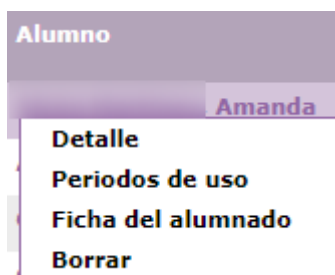 Alumno
Amanda
Detalle
Periodos de uso
Ficha del alumnado
Borrar